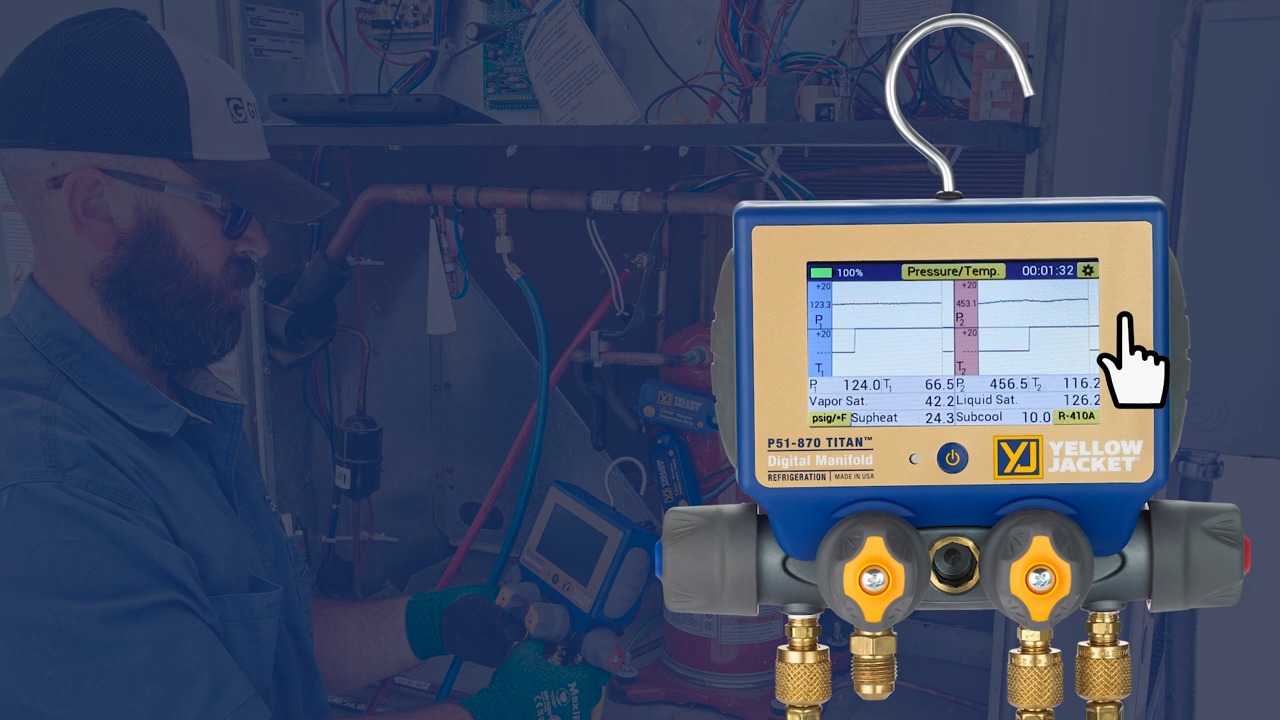 G
100%
Pressure/Temp.
00:01:32
+20
123.3
P1
+20
----
T1
+20
453.1
P2
+20
----
T2
P1 124.0 T1 66.5 P2 456.5 T2 116.2
Vapor Sat. 42.2 Liquid Sat. 126.2
psig/°F Supheat 24.3 Subcool 10.0 R-410A
P51-870 TITAN™
Digital Manifold
REFRIGERATION | MADE IN USA
YJ YELLOW
JACKET®
YJ YELLOW
JACKET